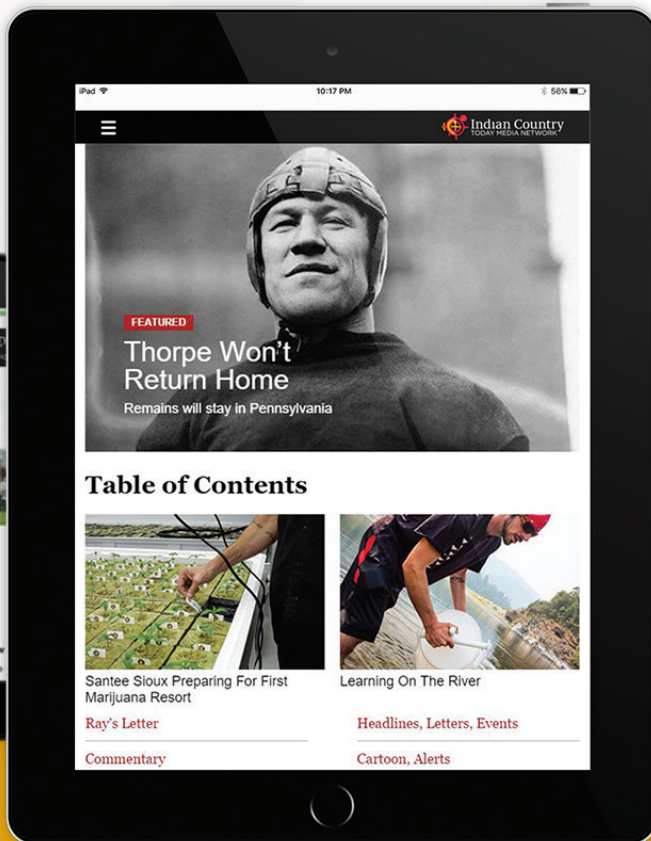 iPad
10:17 PM
56%
Indian Country
TODAY MEDIA NETWORK
FEATURED
Thorpe Won't
Return Home
Remains will stay in Pennsylvania
Table of Contents
Santee Sioux Preparing For First
Marijuana Resort
Learning On The River
Ray's Letter
Headlines, Letters, Events
Commentary
Cartoon, Alerts